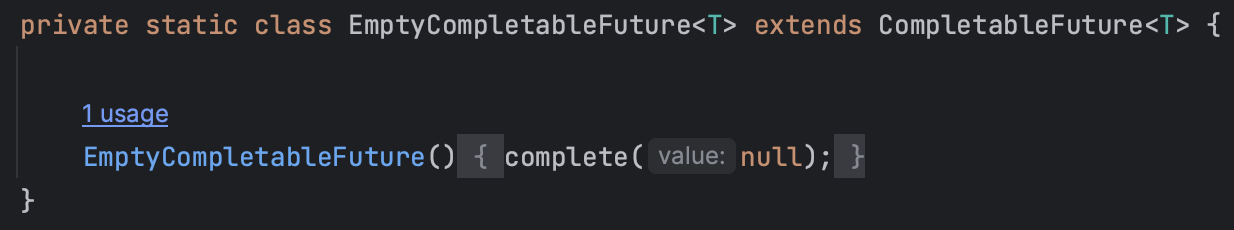 private static class EmptyCompletableFuture<T> extends CompletableFuture<T> {
1 usage
EmptyCompletableFuture() { complete( value: null); }
}